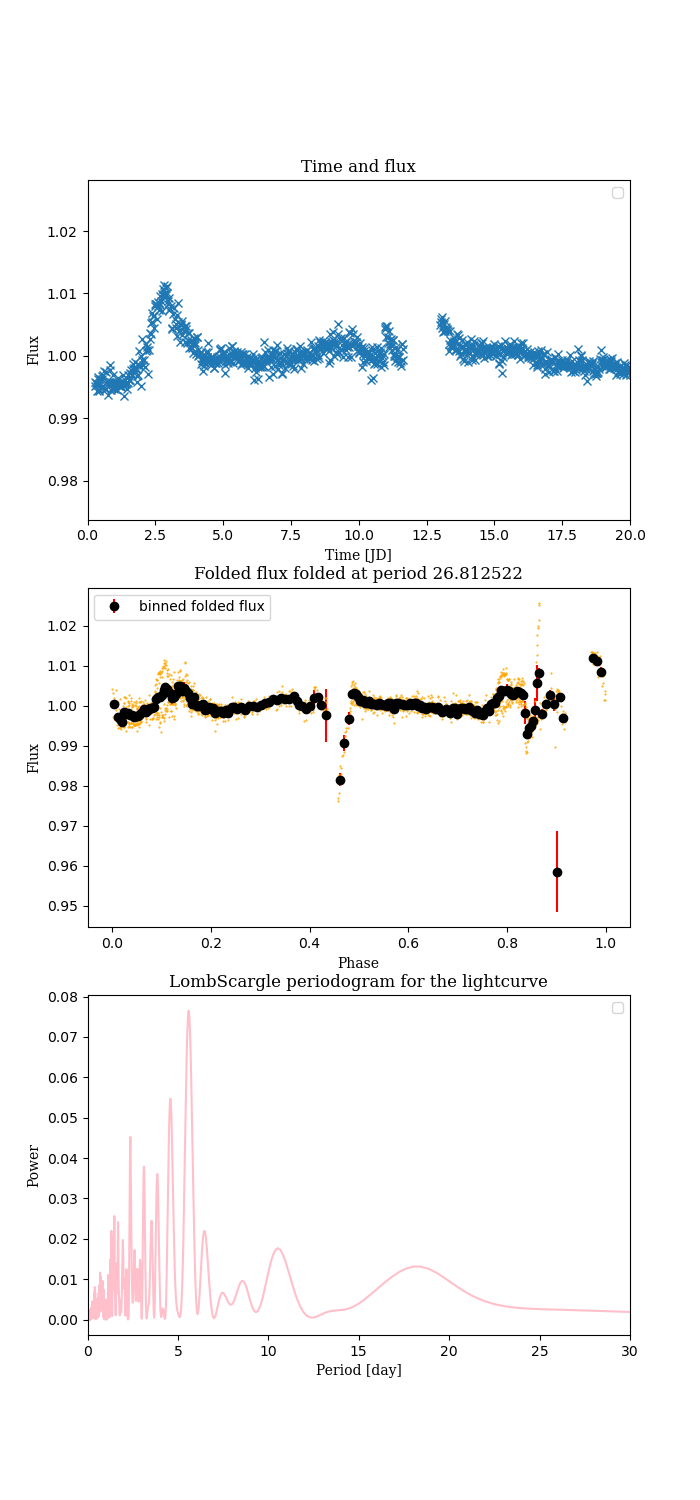 Time and flux
1.02
1.01
1.00
0.99
0.98
Flux
0.0 2.5 5.0 7.5 10.0 12.5 15.0 17.5 20.0
Time [JD]
Folded flux folded at period 26.812522
binned folded flux
1.02
1.01
1.00
0.99
0.98
0.97
0.96
0.95
Flux
0.0 0.2 0.4 0.6 0.8 1.0
Phase
LombScargle periodogram for the lightcurve
0.08
0.07
0.06
0.05
0.04
0.03
0.02
0.01
0.00
Power
0 5 10 15 20 25 30
Period [day]